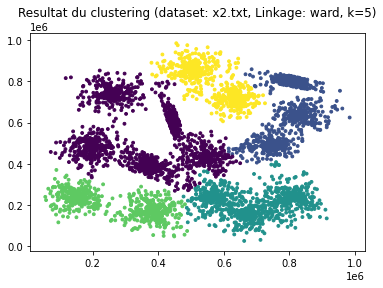 Resultat du clustering (dataset: x2.txt, Linkage: ward, k=5)
1e6
1.0
0.8
0.6
0.4
0.2
0.0
0.2 0.4 0.6 0.8 1.0
1e6